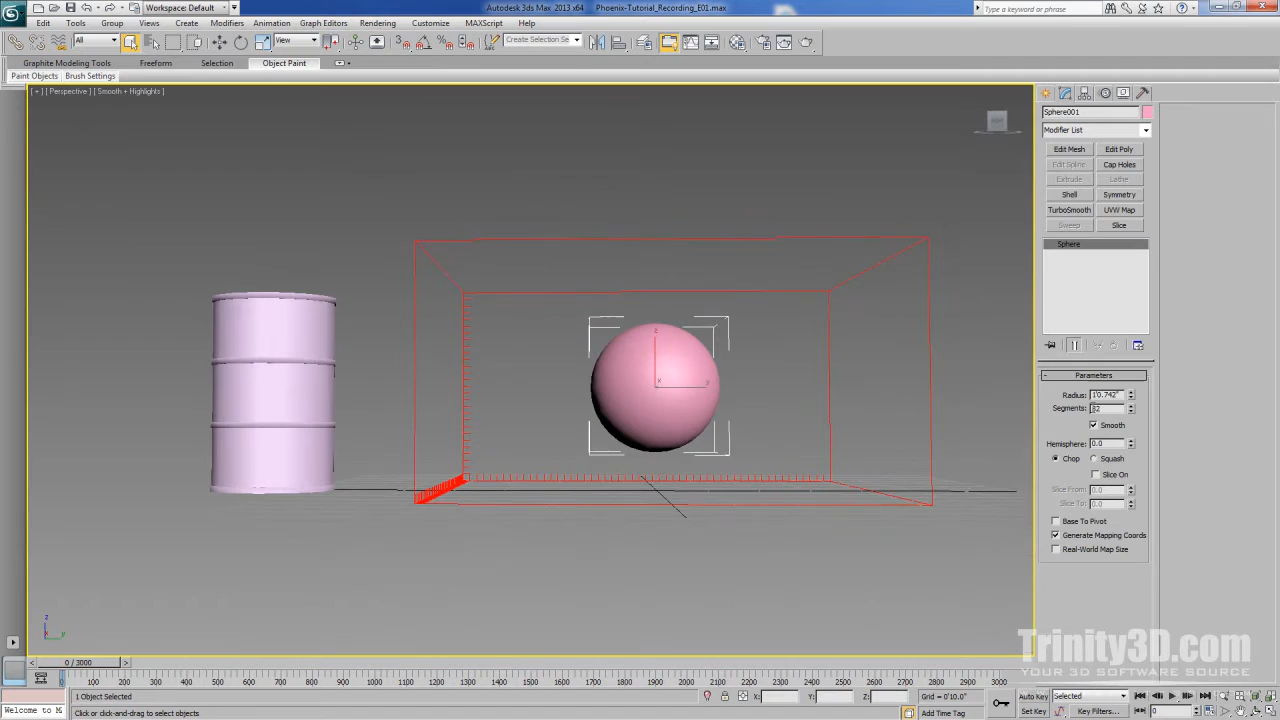 Workspace: Default
Autodesk 3ds Max 2013 x64
Phoenix-Tutorial_Recording_E01.max
Type a keyword or phrase
Edit Tools Group Views Create Modifiers Animation Graph Editors Rendering Customize MAXScript Help
All
View
Create Selection Se
Graphite Modeling Tools Freeform Selection Object Paint
Paint Objects Brush Settings
[ + ] [ Perspective ] [ Smooth + Highlights ]
Sphere001
Modifier List
Edit Mesh Edit Poly
Edit Spline Cap Holes
Extrude Lathe
Shell Symmetry
TurboSmooth UVW Map
Sweep Slice
Sphere
Parameters
Radius: 1'0.742"
Segments: 32
Smooth
Hemisphere: 0.0
Chop Squash
Slice On
Slice From: 0.0
Slice To: 0.0
Base To Pivot
Generate Mapping Coords
Real-World Map Size
z
x y
z
x y
Trinity3D.com
YOUR 3D SOFTWARE SOURCE
0 / 3000
100 200 300 400 500 600 700 800 900 1000 1100 1200 1300 1400 1500 1600 1700 1800 1900 2000 2100 2200 2300 2400 2500 2600 2700 2800 2900 3000
1 Object Selected
X: Y: Z:
Grid = 0'10.0"
Auto Key
Selected
Welcome to M
Click or click-and-drag to select objects
Add Time Tag
Set Key
Key Filters...
0